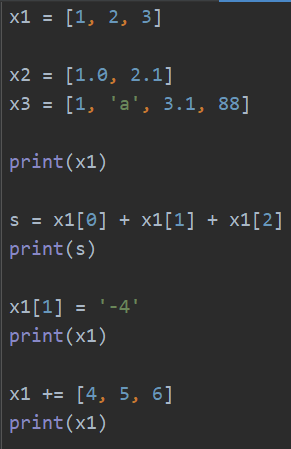 x1 = [1, 2, 3]
x2 = [1.0, 2.1]
x3 = [1, 'a', 3.1, 88]
print(x1)
s = x1[0] + x1[1] + x1[2]
print(s)
x1[1] = '-4'
print(x1)
x1 += [4, 5, 6]
print(x1)